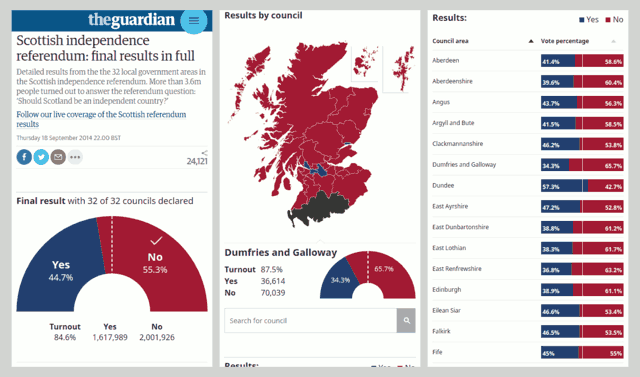 theguardian
Scottish independence
referendum: final results in full
Detailed results from the the 32 local government areas in
the Scottish independence referendum. More than 3.6m
people turned out to answer the referendum question:
'Should Scotland be an independent country?'
Follow our live coverage of the Scottish referendum
results
Thursday 18 September 2014 22.00 BST
24,121
Final result with 32 of 32 councils declared
Yes
44.7%
No
55.3%
Turnout Yes No
84.6% 1,617,989 2,001,926
Results by council
Dumfries and Galloway
Turnout 87.5%
Yes 36,614
No 70,039
34.3%
65.7%
Search for council
Results:
Yes No
Results:
Yes No
Council area Vote percentage
Aberdeen 41.4% 58.6%
Aberdeenshire 39.6% 60.4%
Angus 43.7% 56.3%
Argyll and Bute 41.5% 58.5%
Clackmannanshire 46.2% 53.8%
Dumfries and Galloway 34.3% 65.7%
Dundee 57.3% 42.7%
East Ayrshire 47.2% 52.8%
East Dunbartonshire 38.8% 61.2%
East Lothian 38.3% 61.7%
East Renfrewshire 36.8% 63.2%
Edinburgh 38.9% 61.1%
Eilean Siar 46.6% 53.4%
Falkirk 46.5% 53.5%
Fife 45% 55%